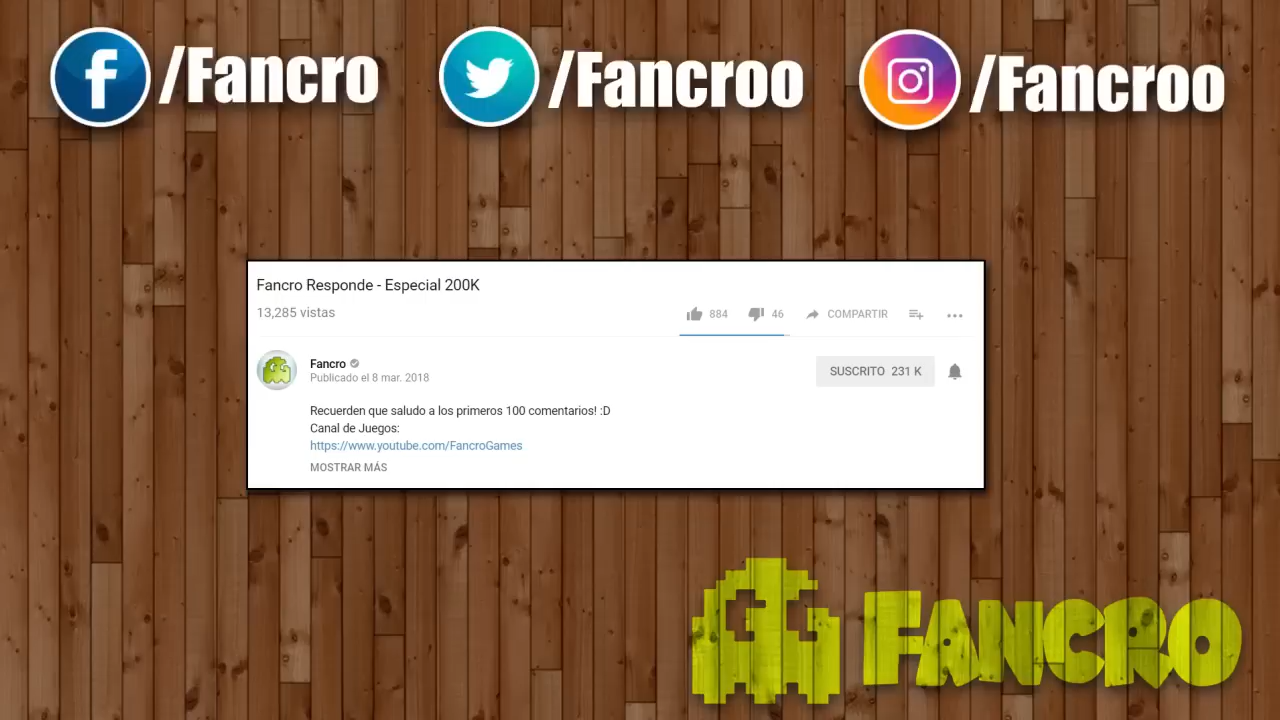 /Fancro
/Fancroo
/Fancroo
Fancro Responde - Especial 200K
13,285 vistas
884
46
COMPARTIR
Fancro
Publicado el 8 mar. 2018
SUSCRITO 231 K
Recuerden que saludo a los primeros 100 comentarios! :D
Canal de Juegos:
https://www.youtube.com/FancroGames
MOSTRAR MÁS
FANCRO